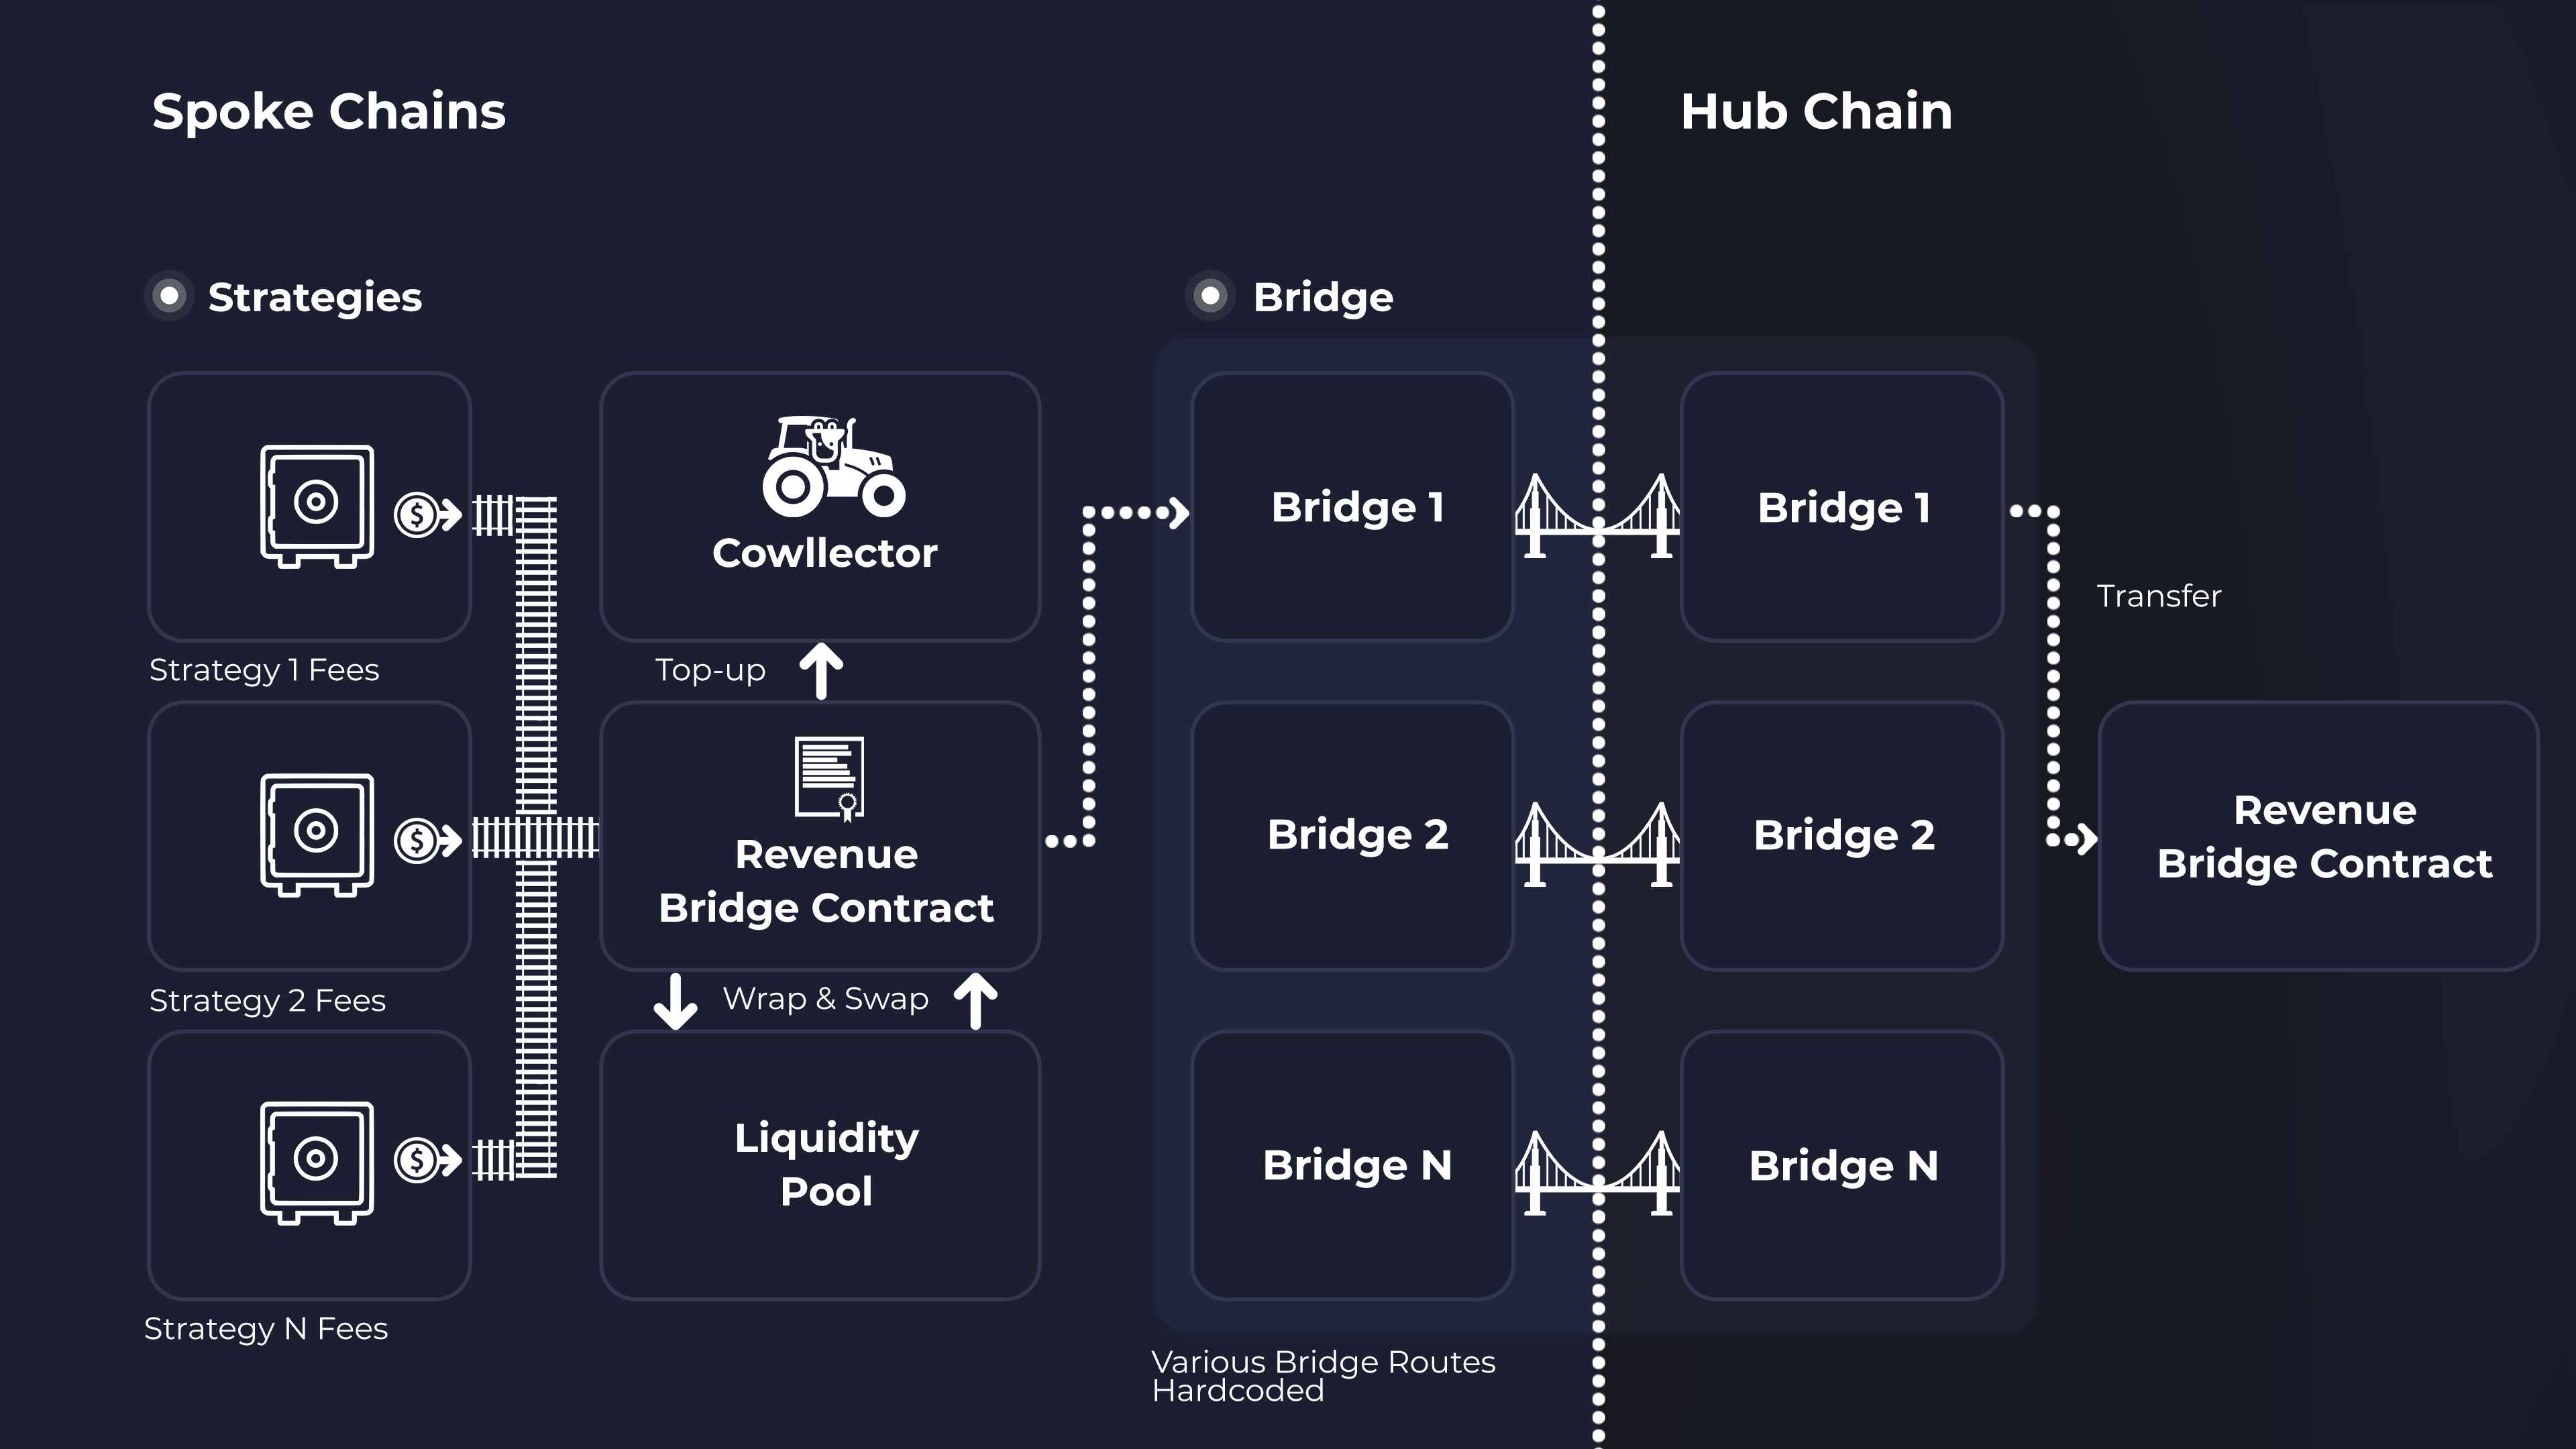 Spoke Chains
Hub Chain
Strategies
Bridge
Cowllector
Bridge 1
Bridge 1
Transfer
Strategy 1 Fees
Top-up
Revenue
Bridge Contract
Bridge 2
Bridge 2
Revenue
Bridge Contract
Strategy 2 Fees
Wrap & Swap
Liquidity
Pool
Bridge N
Bridge N
Strategy N Fees
Various Bridge Routes
Hardcoded